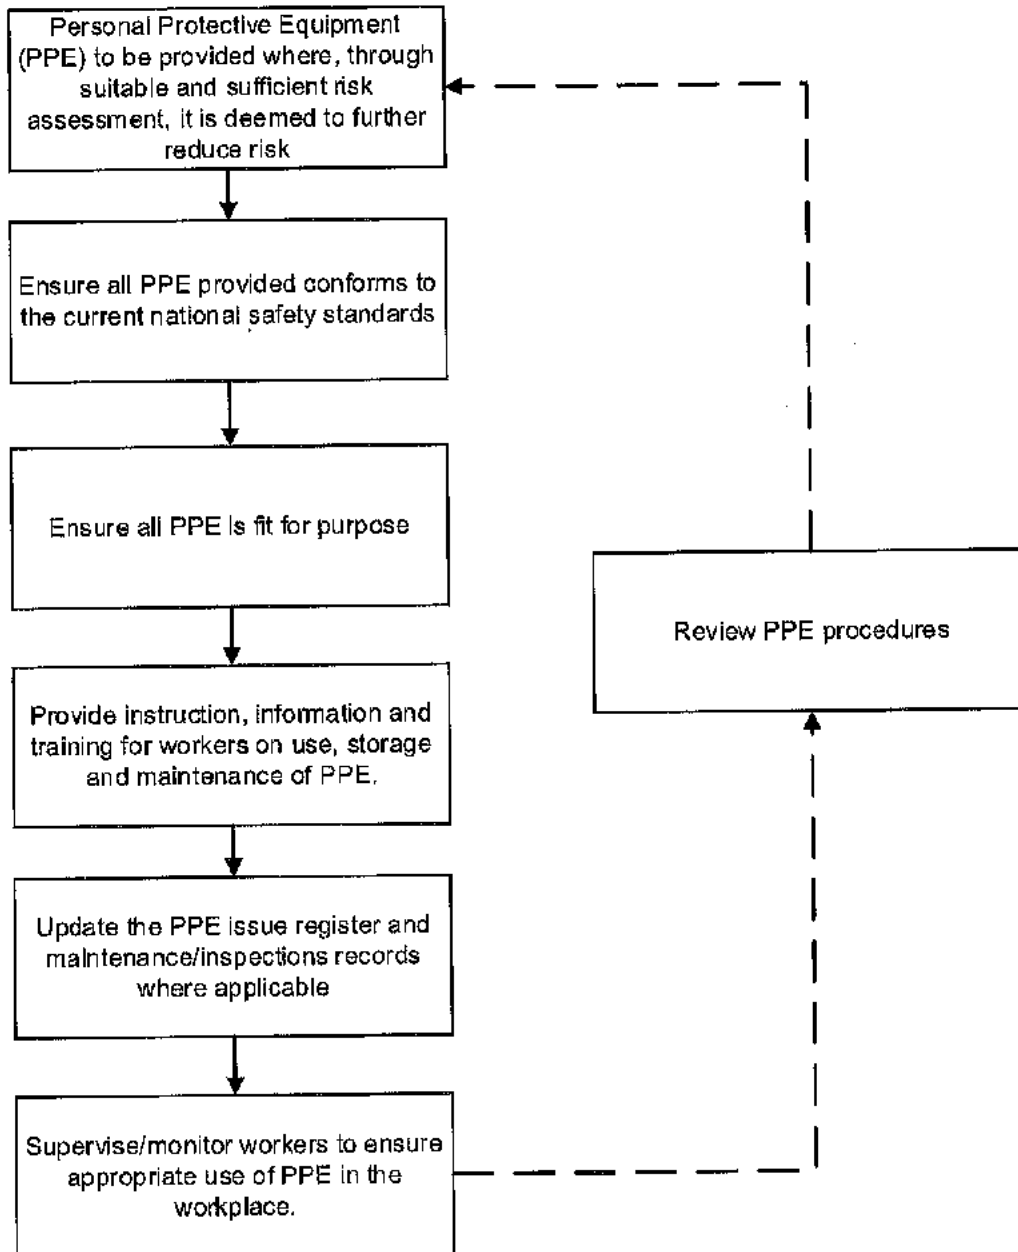 Personal Protective Equipment
(PPE) to be provided where, through
suitable and sufficient risk
assessment, it is deemed to further
reduce risk
Ensure all PPE provided conforms to
the current national safety standards
Ensure all PPE is fit for purpose
Review PPE procedures
Provide instruction, information and
training for workers on use, storage
and maintenance of PPE.
Update the PPE issue register and
maintenance/inspections records
where applicable
Supervise/monitor workers to ensure
appropriate use of PPE in the
workplace.